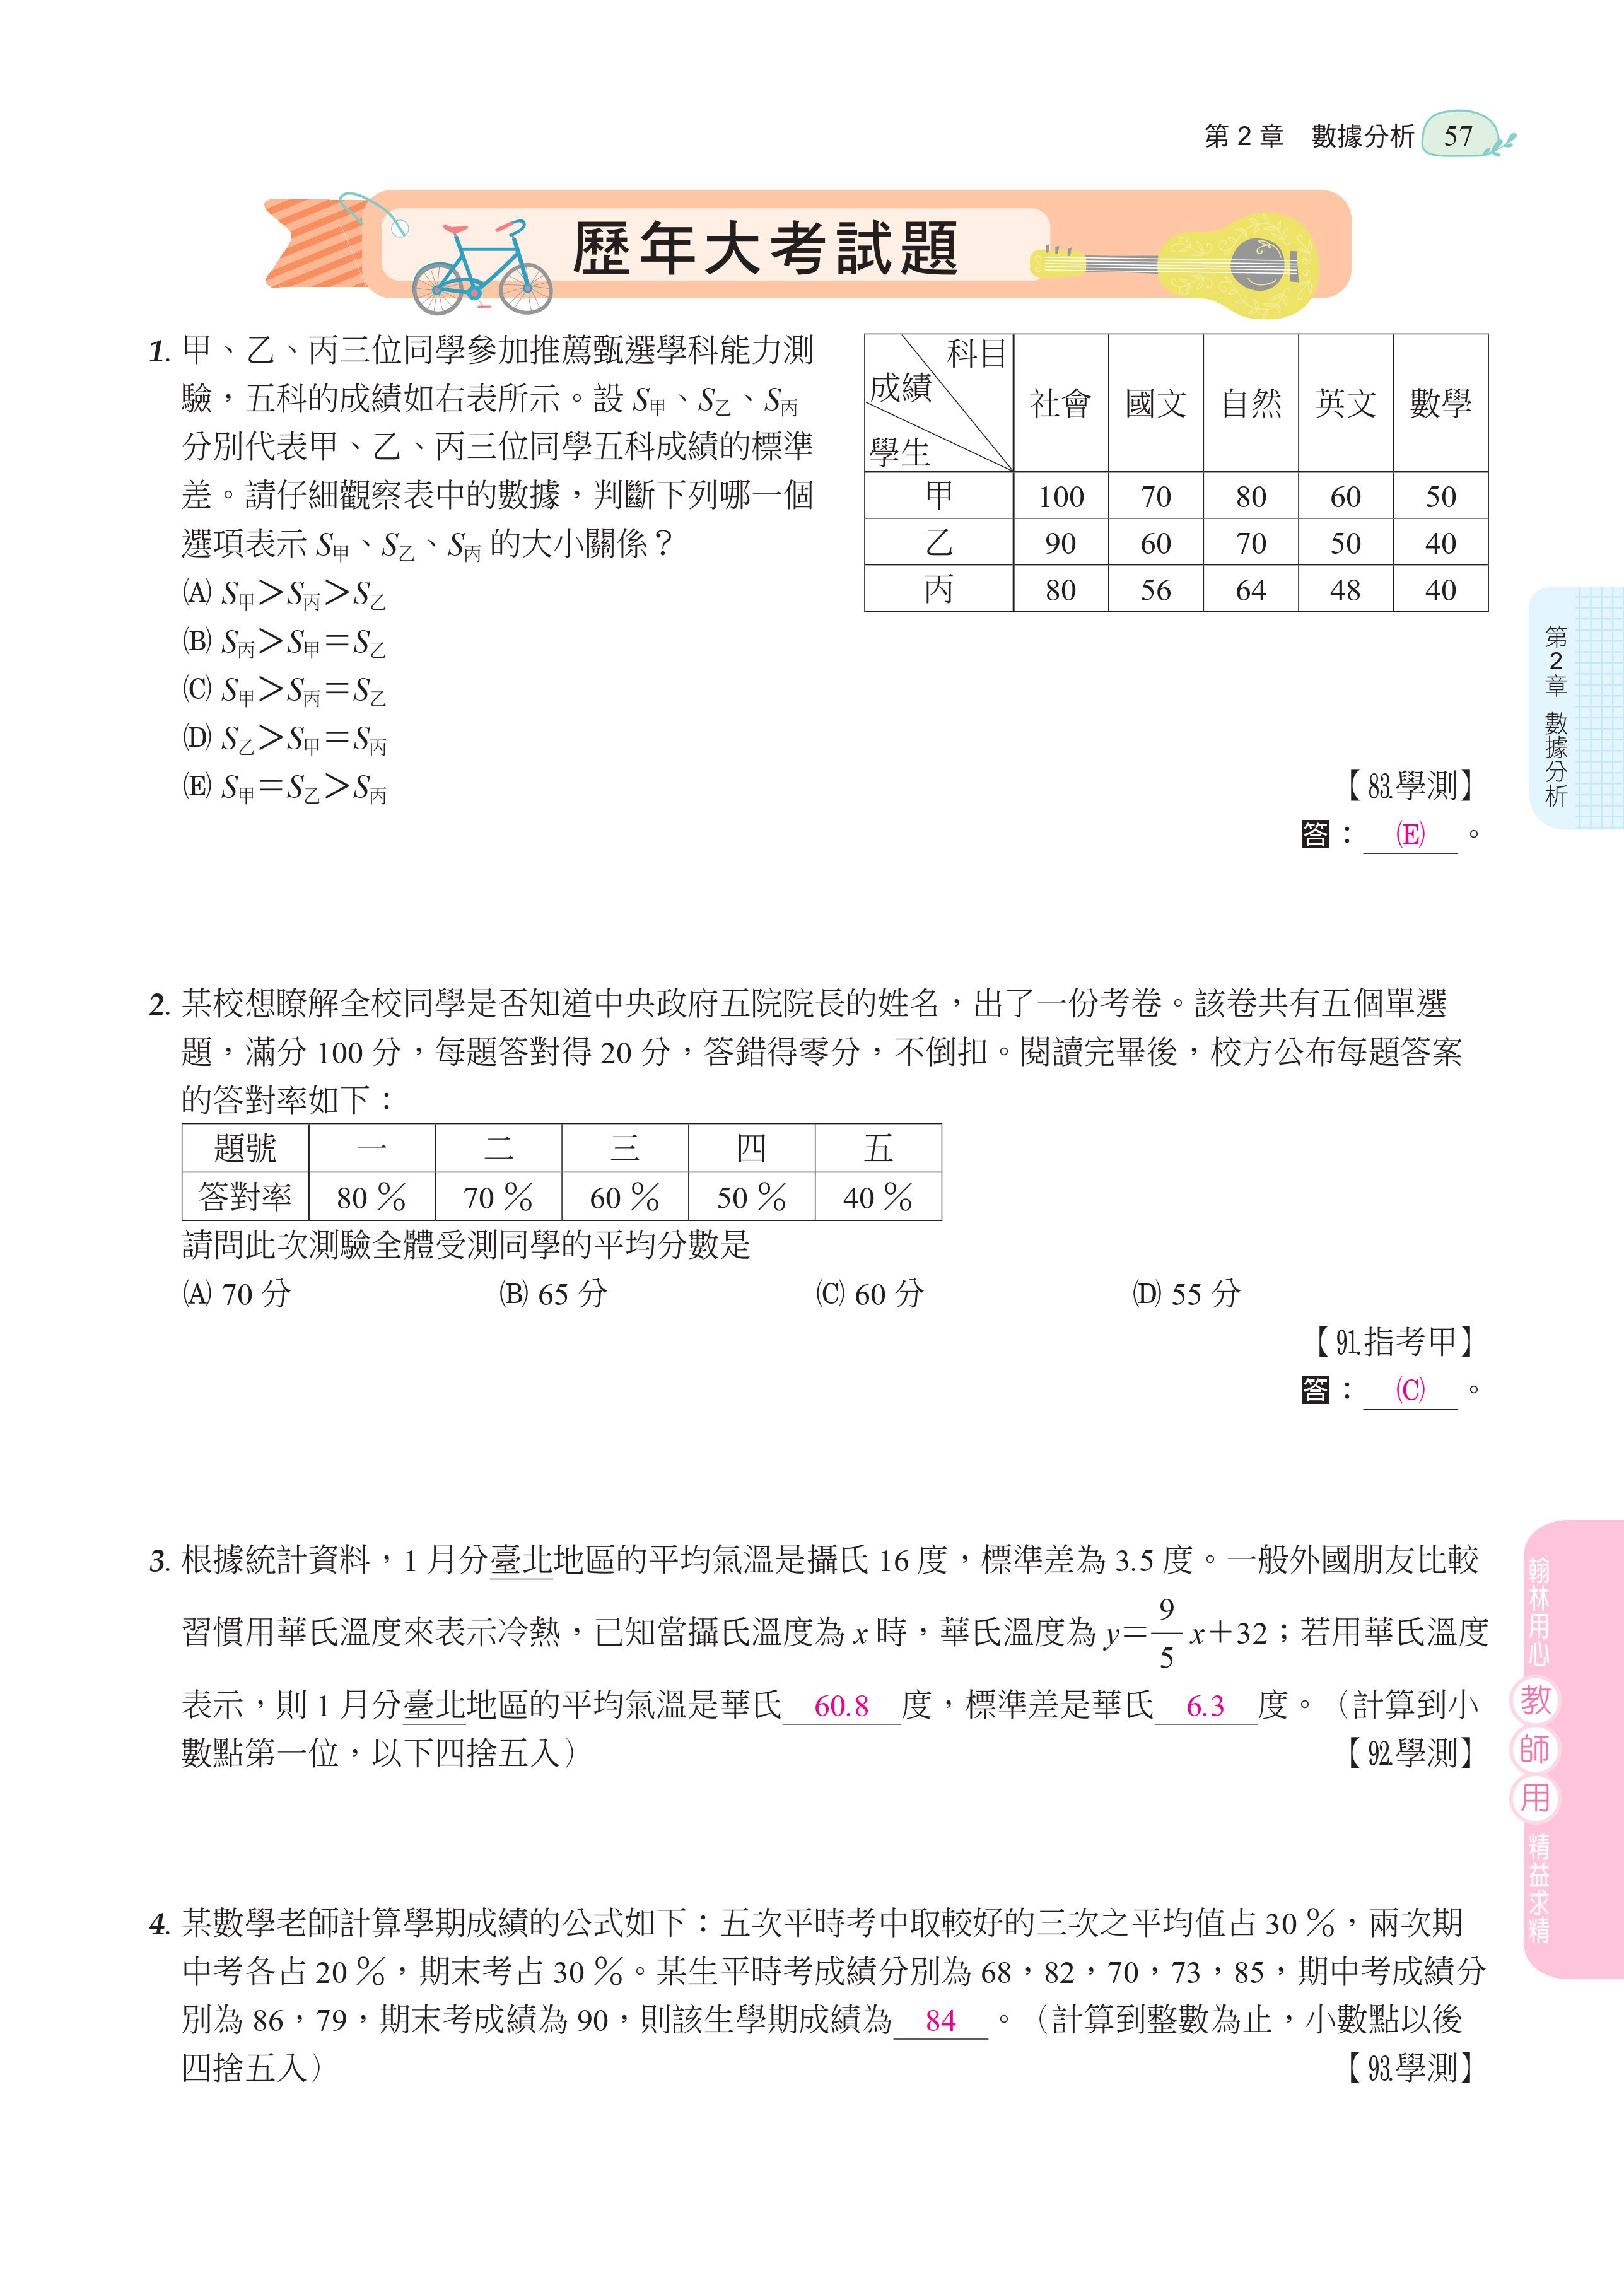 第 2 章　數據分析 57
歷年大考試題
1. 甲、乙、丙三位同學參加推薦甄選學科能力測
驗，五科的成績如右表所示。設 S甲、S乙、S丙
分別代表甲、乙、丙三位同學五科成績的標準
差。請仔細觀察表中的數據，判斷下列哪一個
選項表示 S甲、S乙、S丙 的大小關係？
(A) S甲＞S丙＞S乙
(B) S丙＞S甲＝S乙
(C) S甲＞S丙＝S乙
(D) S乙＞S甲＝S丙
(E) S甲＝S乙＞S丙
科目
成績
學生
社會 國文 自然 英文 數學
甲 100 70 80 60 50
乙 90 60 70 50 40
丙 80 56 64 48 40
【83.學測】
答：(E)。
2. 某校想瞭解全校同學是否知道中央政府五院院長的姓名，出了一份考卷。該卷共有五個單選
題，滿分 100 分，每題答對得 20 分，答錯得零分，不倒扣。閱讀完畢後，校方公布每題答案
的答對率如下：
題號 一 二 三 四 五
答對率 80 % 70 % 60 % 50 % 40 %
請問此次測驗全體受測同學的平均分數是
(A) 70 分 (B) 65 分 (C) 60 分 (D) 55 分
【91.指考甲】
答：(C)。
3. 根據統計資料，1 月分臺北地區的平均氣溫是攝氏 16 度，標準差為 3.5 度。一般外國朋友比較
習慣用華氏溫度來表示冷熱，已知當攝氏溫度為 x 時，華氏溫度為 y＝9/5 x＋32；若用華氏溫度
表示，則 1 月分臺北地區的平均氣溫是華氏 60.8 度，標準差是華氏 6.3 度。（計算到小
數點第一位，以下四捨五入） 【92.學測】
4. 某數學老師計算學期成績的公式如下：五次平時考中取較好的三次之平均值占 30 %，兩次期
中考各占 20 %，期末考占 30 %。某生平時考成績分別為 68，82，70，73，85，期中考成績分
別為 86，79，期末考成績為 90，則該生學期成績為 84 。（計算到整數為止，小數點以後
四捨五入） 【93.學測】
第2章 數據分析
翰林用心 教師用 精益求精